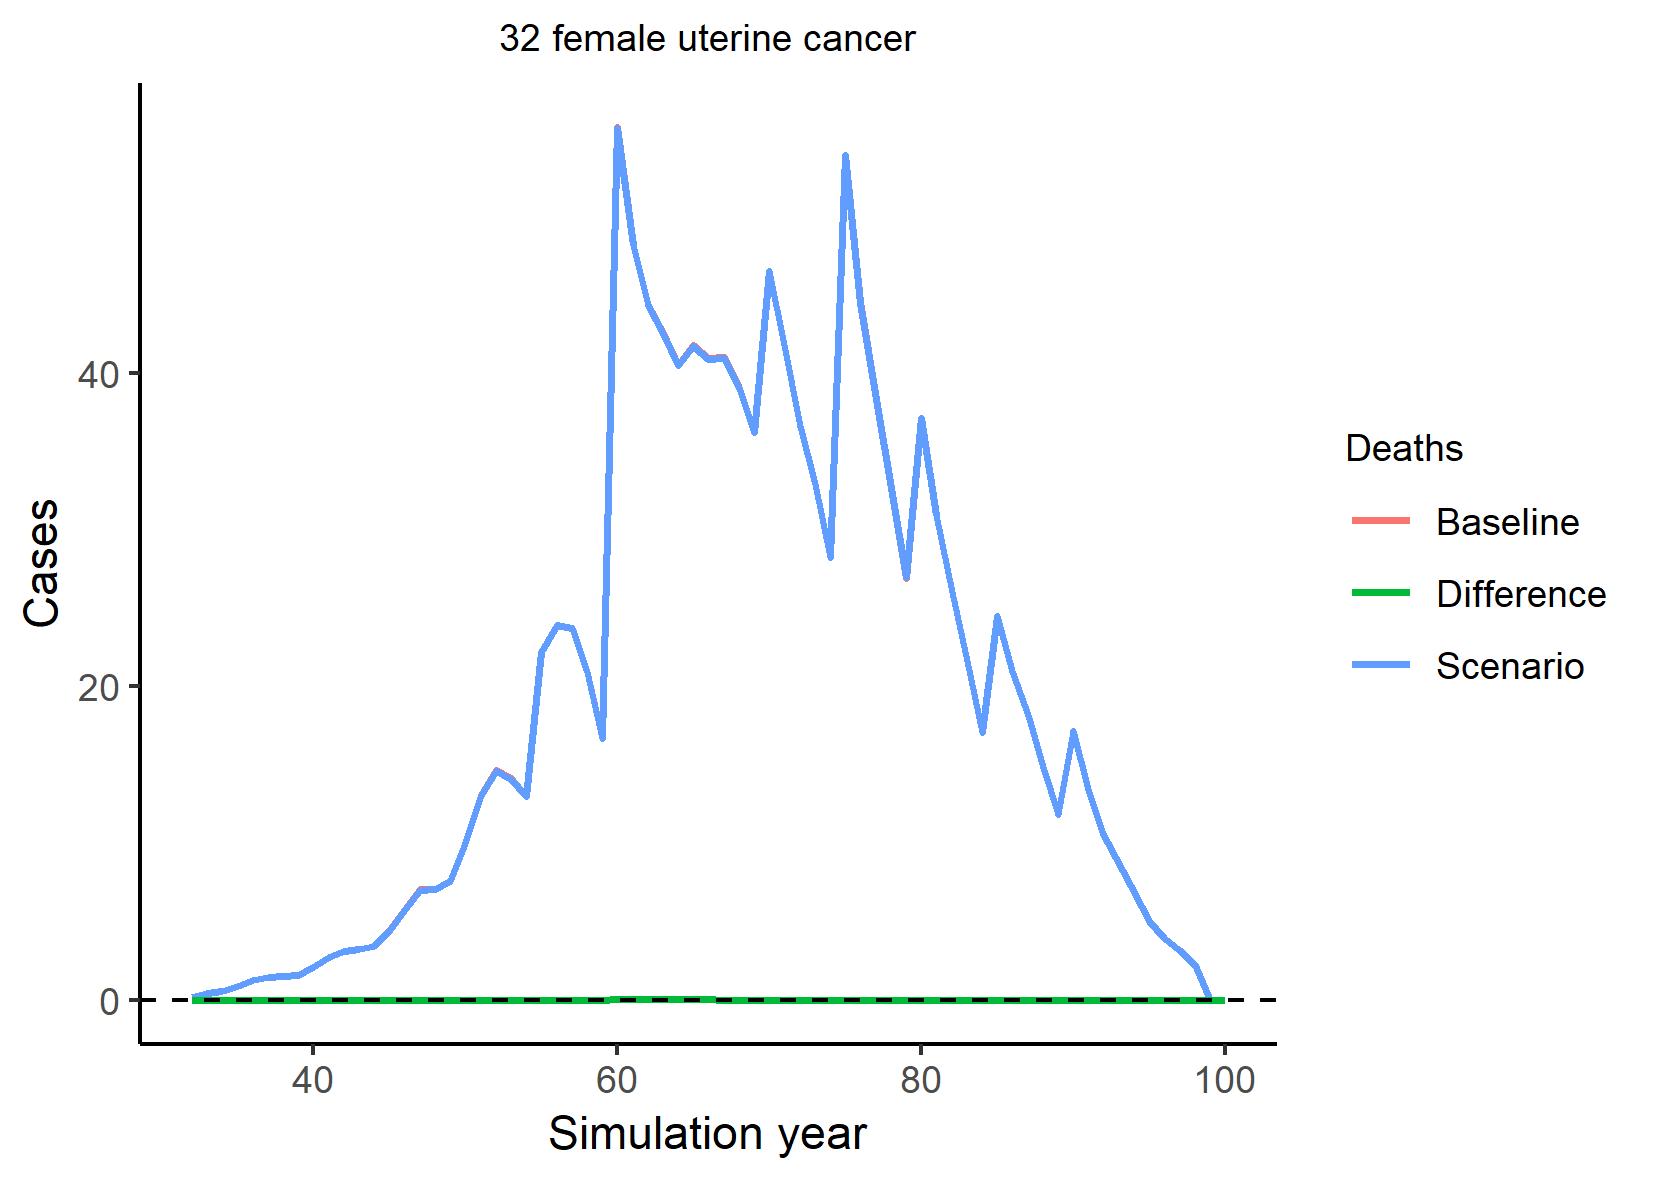 32 female uterine cancer
Cases
40
20
0
40 60 80 100
Simulation year
Deaths
Baseline
Difference
Scenario